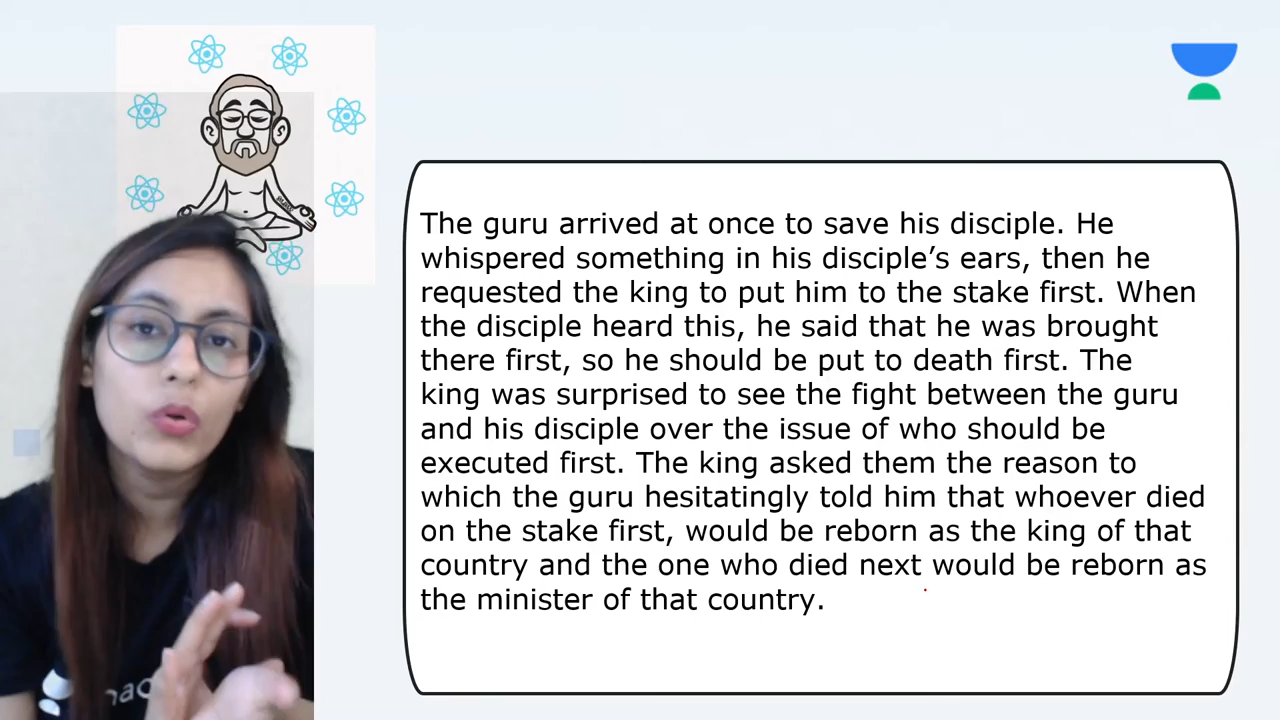 The guru arrived at once to save his disciple. He
whispered something in his disciple’s ears, then he
requested the king to put him to the stake first. When
the disciple heard this, he said that he was brought
there first, so he should be put to death first. The
king was surprised to see the fight between the guru
and his disciple over the issue of who should be
executed first. The king asked them the reason to
which the guru hesitatingly told him that whoever died
on the stake first, would be reborn as the king of that
country and the one who died next would be reborn as
the minister of that country.